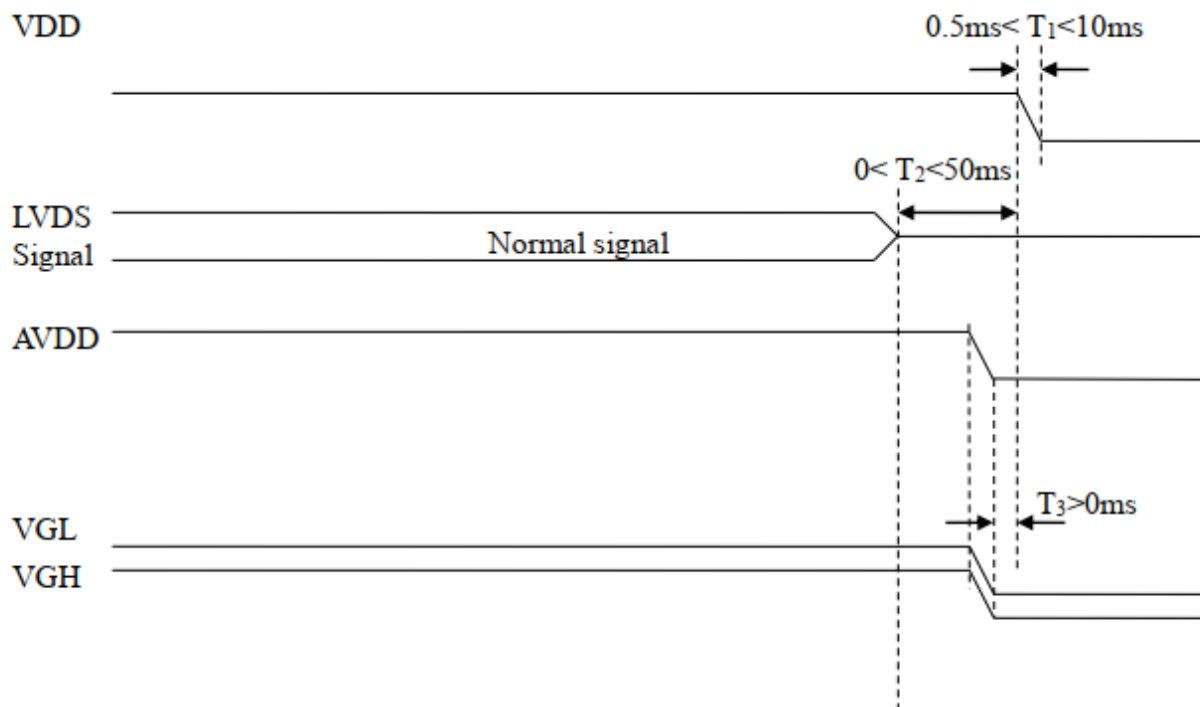 VDD
0.5ms< T₁<10ms
0< T₂<50ms
LVDS
Signal
Normal signal
AVDD
T₃>0ms
VGL
VGH